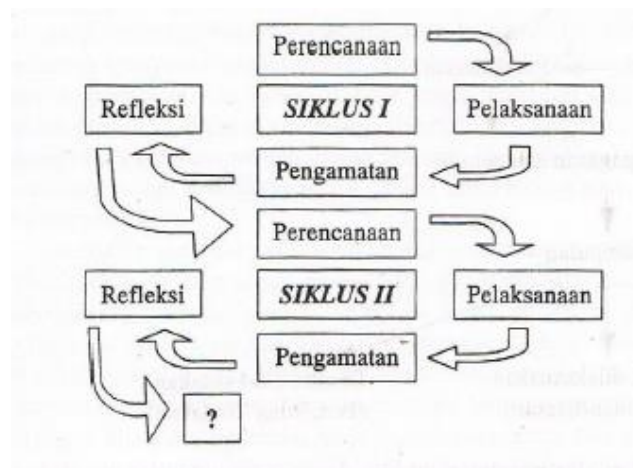 Perencanaan
Refleksi
SIKLUS I
Pelaksanaan
Pengamatan
Perencanaan
Refleksi
SIKLUS II
Pelaksanaan
Pengamatan
?